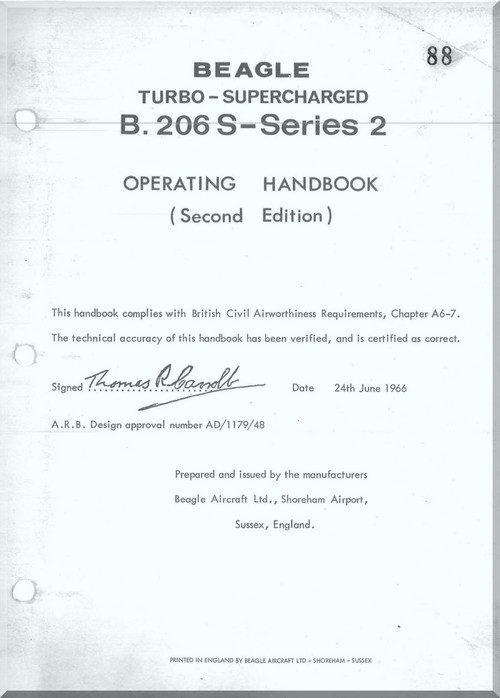 88
BEAGLE
TURBO - SUPERCHARGED
B. 206 S-Series 2
OPERATING HANDBOOK
(Second Edition)
This handbook complies with British Civil Airworthiness Requirements, Chapter A6-7.
The technical accuracy of this handbook has been verified, and is certified as correct.
Signed Thomas R Date 24th June 1966
A.R.B. Design approval number AD/1179/48
Prepared and issued by the manufacturers
Beagle Aircraft Ltd., Shoreham Airport,
Sussex, England.
PRINTED IN ENGLAND BY BEAGLE AIRCRAFT LTD - SHOREHAM - SUSSEX